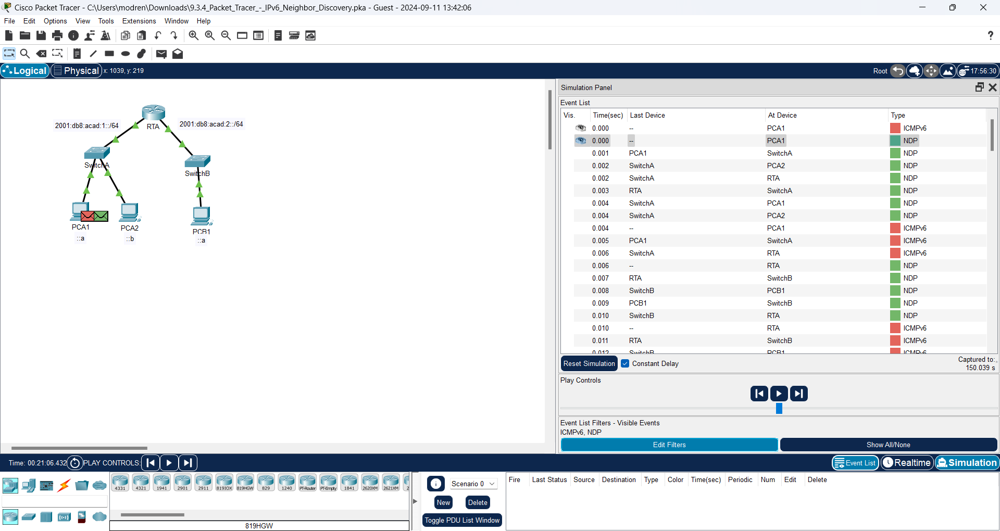 Cisco Packet Tracer - C:\Users\modren\Downloads\9.3.4_Packet_Tracer_-_IPv6_Neighbor_Discovery.pka - Guest - 2024-09-11 13:42:06
File Edit Options View Tools Extensions Window Help
Logical Physical x: 1039, y: 219 Root 17:56:30
2001:db8:acad:1::/64
RTA
2001:db8:acad:2::/64
SwitchA
SwitchB
PCA1
PCA2
PCB1
::a
::b
::a
Simulation Panel
Event List
Vis. Time(sec) Last Device At Device Type
0.000 -- PCA1 ICMPv6
0.000 -- PCA1 NDP
0.001 PCA1 SwitchA NDP
0.002 SwitchA PCA2 NDP
0.002 SwitchA RTA NDP
0.003 RTA SwitchA NDP
0.004 SwitchA PCA1 NDP
0.004 SwitchA PCA2 NDP
0.004 -- PCA1 ICMPv6
0.005 PCA1 SwitchA ICMPv6
0.006 SwitchA RTA ICMPv6
0.006 -- RTA NDP
0.007 RTA SwitchB NDP
0.008 SwitchB PCB1 NDP
0.009 PCB1 SwitchB NDP
0.010 SwitchB RTA NDP
0.010 -- RTA ICMPv6
0.011 RTA SwitchB ICMPv6
0.012 SwitchB PCB1 ICMPv6
Reset Simulation Constant Delay
Captured to:
150.039 s
Play Controls
Event List Filters - Visible Events
ICMPv6, NDP
Edit Filters Show All/None
Time: 00:21:06.432 PLAY CONTROLS: Event List Realtime Simulation
4331 4321 1941 2901 2911 819IOX 819HGW 829 1240 PT-Router PT-Empty 1841 2620XM 2621XM 2
819HGW
Scenario 0
New Delete
Toggle PDU List Window
Fire Last Status Source Destination Type Color Time(sec) Periodic Num Edit Delete